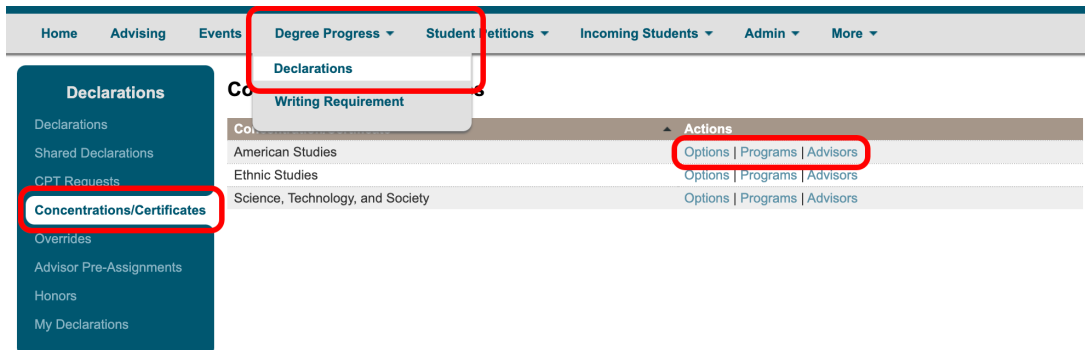 Home Advising Events Degree Progress Student Petitions Incoming Students Admin More
Declarations
Writing Requirement
Declarations
Declarations
Shared Declarations
CPT Requests
Concentrations/Certificates
Overrides
Advisor Pre-Assignments
Honors
My Declarations
Actions
American Studies Options | Programs | Advisors
Ethnic Studies Options | Programs | Advisors
Science, Technology, and Society Options | Programs | Advisors